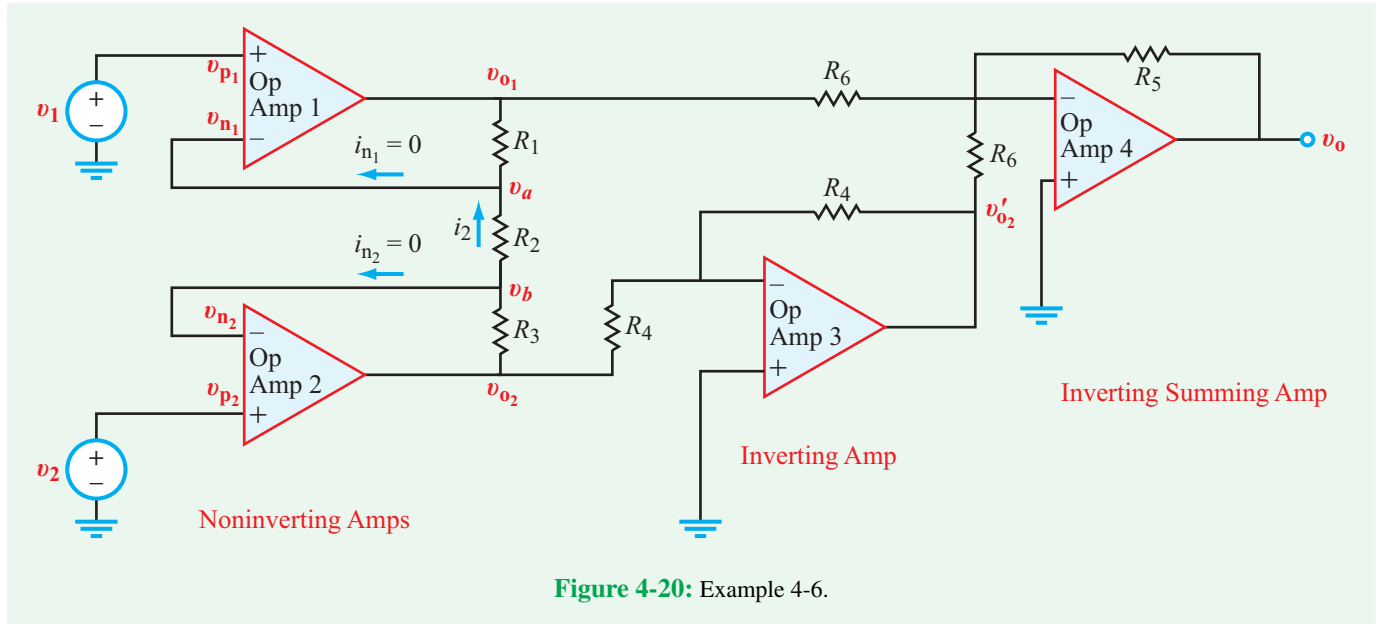 v₁
+
−
v_p₁
v_n₁
+
Op
Amp 1
−
v_o₁
R₁
i_n₁ = 0
v_a
i₂
R₂
i_n₂ = 0
v_b
R₃
v_n₂
−
Op
Amp 2
+
v_p₂
v_o₂
v₂
+
−
Noninverting Amps
R₄
R₄
−
Op
Amp 3
+
v′_o₂
Inverting Amp
R₆
R₆
R₅
−
Op
Amp 4
+
v_o
Inverting Summing Amp
Figure 4-20: Example 4-6.